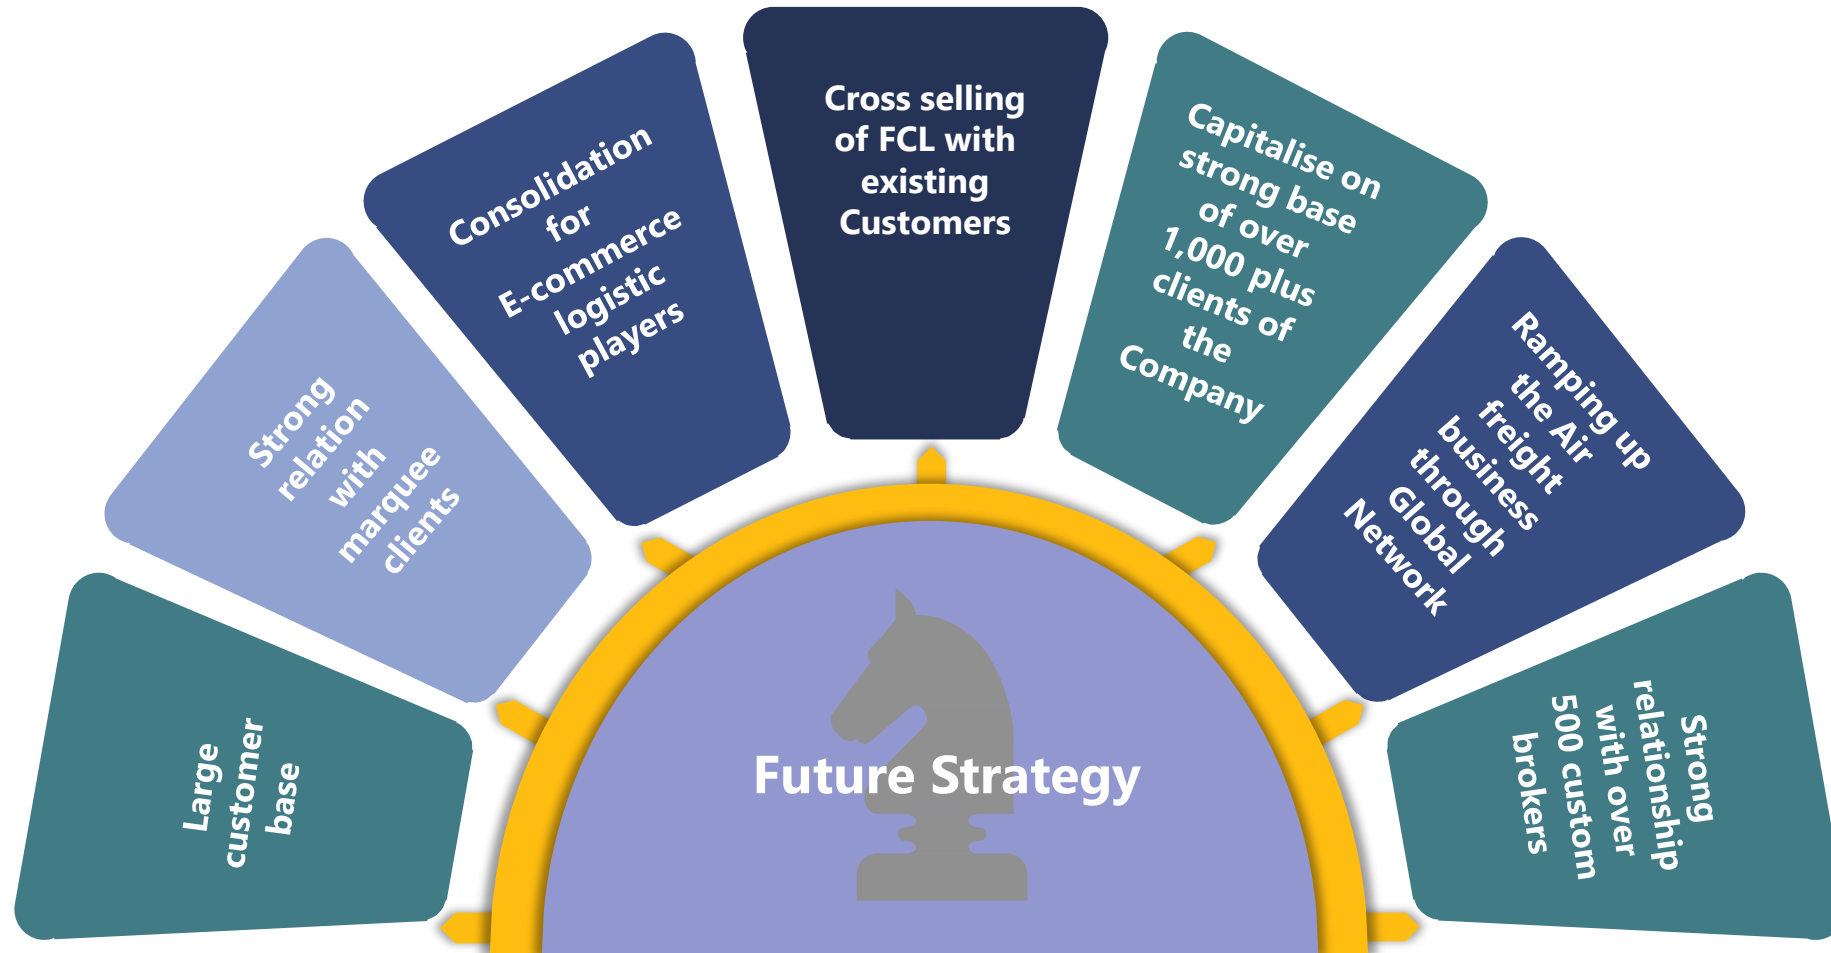 Large
customer
base
Strong
relation
with
marquee
clients
Consolidation
for
E-commerce
logistic
players
Cross selling
of FCL with
existing
Customers
Capitalise on
strong base
of over
1,000 plus
clients of
the
Company
Ramping up
the Air
freight
business
through
Global
Network
Strong
relationship
with over
500 custom
brokers
Future Strategy